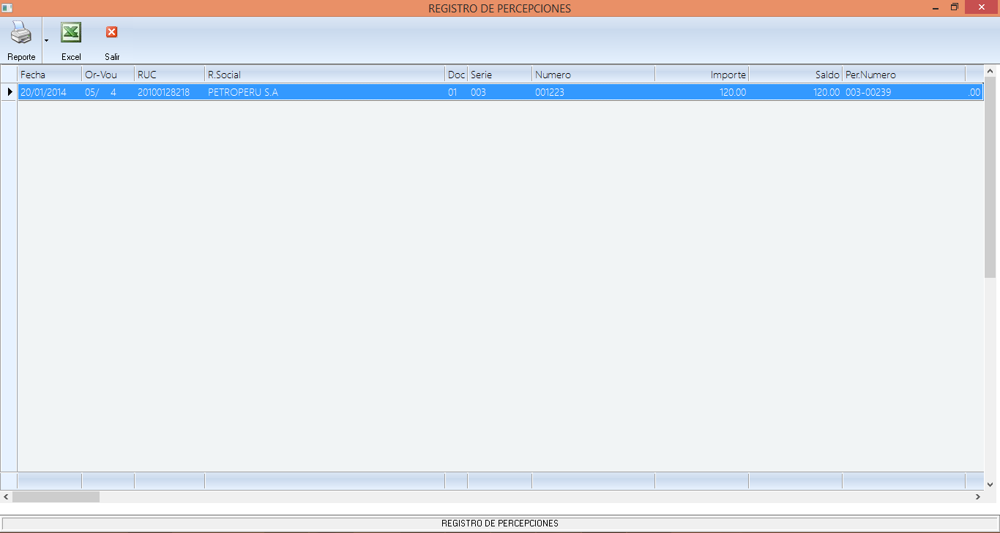 REGISTRO DE PERCEPCIONES
Reporte Excel Salir
Fecha Or-Vou RUC R.Social Doc Serie Numero Importe Saldo Per.Numero
20/01/2014 05/ 4 20100128218 PETROPERU S.A 01 003 001223 120.00 120.00 003-00239 .00
REGISTRO DE PERCEPCIONES